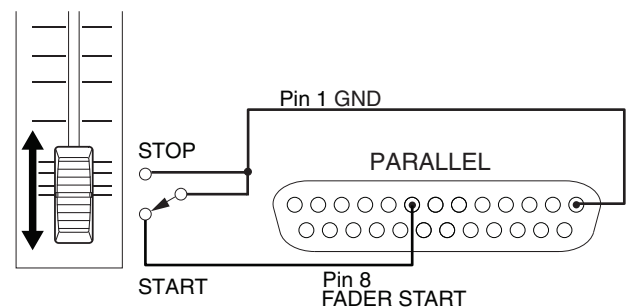 Pin 1 GND
STOP
PARALLEL
START
Pin 8
FADER START